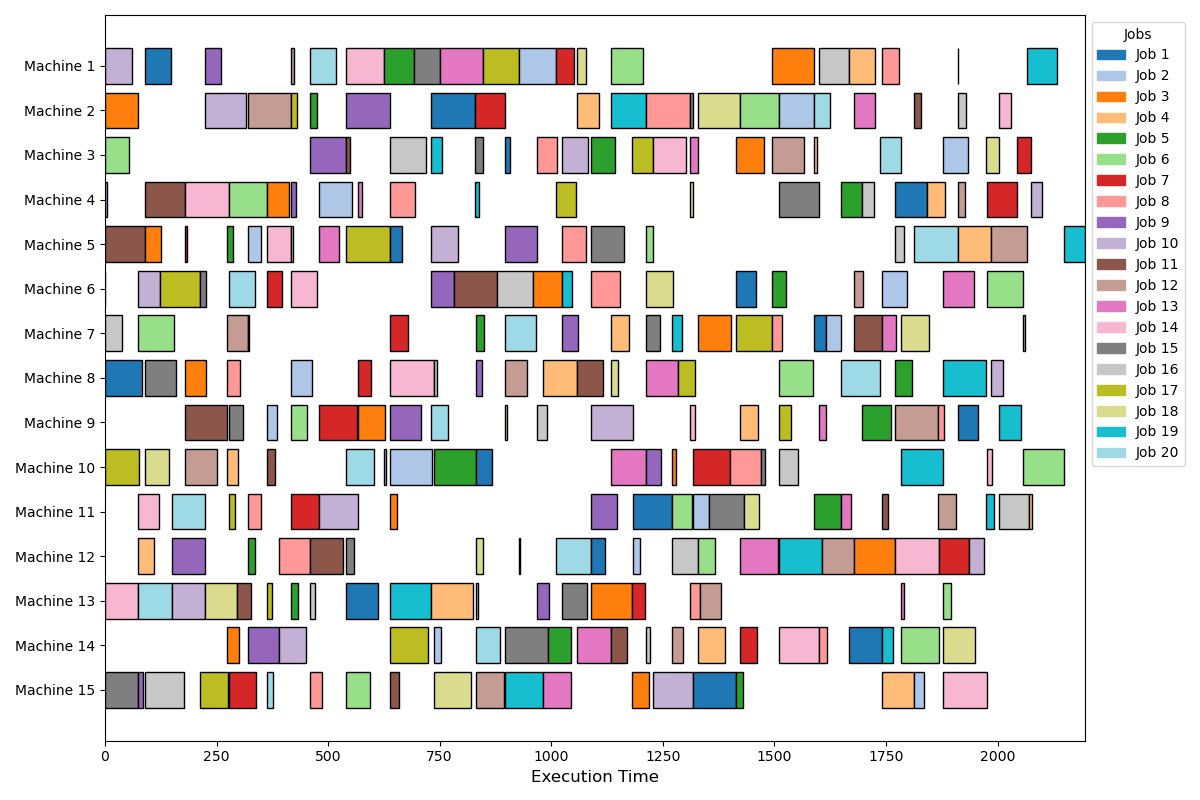 Machine 1
Machine 2
Machine 3
Machine 4
Machine 5
Machine 6
Machine 7
Machine 8
Machine 9
Machine 10
Machine 11
Machine 12
Machine 13
Machine 14
Machine 15
0 250 500 750 1000 1250 1500 1750 2000
Execution Time
Jobs
Job 1
Job 2
Job 3
Job 4
Job 5
Job 6
Job 7
Job 8
Job 9
Job 10
Job 11
Job 12
Job 13
Job 14
Job 15
Job 16
Job 17
Job 18
Job 19
Job 20